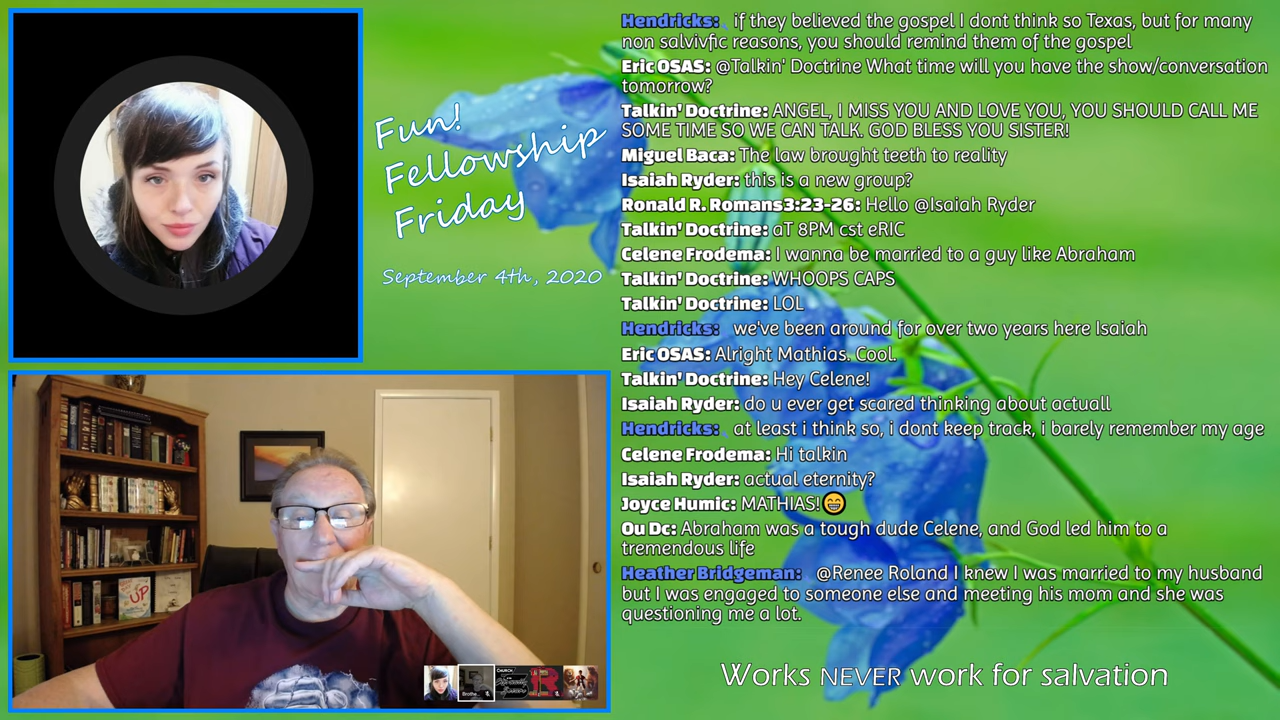 Fun!
Fellowship
Friday
September 4th, 2020
Hendricks: if they believed the gospel I dont think so Texas, but for many
non salvivfic reasons, you should remind them of the gospel
Eric OSAS: @Talkin' Doctrine What time will you have the show/conversation
tomorrow?
Talkin' Doctrine: ANGEL, I MISS YOU AND LOVE YOU, YOU SHOULD CALL ME
SOME TIME SO WE CAN TALK. GOD BLESS YOU SISTER!
Miguel Baca: The law brought teeth to reality
Isaiah Ryder: this is a new group?
Ronald R. Romans3:23-26: Hello @Isaiah Ryder
Talkin' Doctrine: aT 8PM cst eRIC
Celene Frodema: I wanna be married to a guy like Abraham
Talkin' Doctrine: WHOOPS CAPS
Talkin' Doctrine: LOL
Hendricks: we've been around for over two years here Isaiah
Eric OSAS: Alright Mathias. Cool.
Talkin' Doctrine: Hey Celene!
Isaiah Ryder: do u ever get scared thinking about actuall
Hendricks: at least i think so, i dont keep track, i barely remember my age
Celene Frodema: Hi talkin
Isaiah Ryder: actual eternity?
Joyce Humic: MATHIAS!😁
Ou Dc: Abraham was a tough dude Celene, and God led him to a
tremendous life
Heather Bridgeman: @Renee Roland I knew I was married to my husband
but I was engaged to someone else and meeting his mom and she was
questioning me a lot.
Works NEVER work for salvation
UP
Brothe...
CHURCH